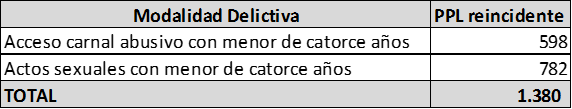 Modalidad Delictiva PPL reincidente
Acceso carnal abusivo con menor de catorce años 598
Actos sexuales con menor de catorce años 782
TOTAL 1.380